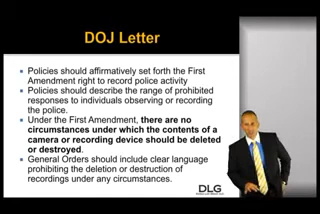 DOJ Letter
• Policies should affirmatively set forth the First
Amendment right to record police activity
• Policies should describe the range of prohibited
responses to individuals observing or recording
the police.
• Under the First Amendment, there are no
circumstances under which the contents of a
camera or recording device should be deleted
or destroyed.
• General Orders should include clear language
prohibiting the deletion or destruction of
recordings under any circumstances.
DLG